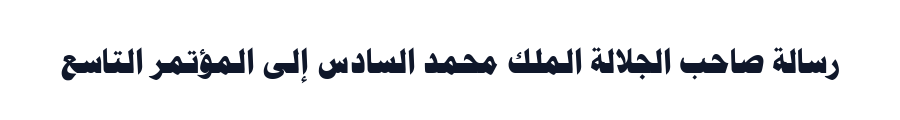 رسالة صاحب الجلالة الملك محمد السادس إلى المؤتمر التاسع